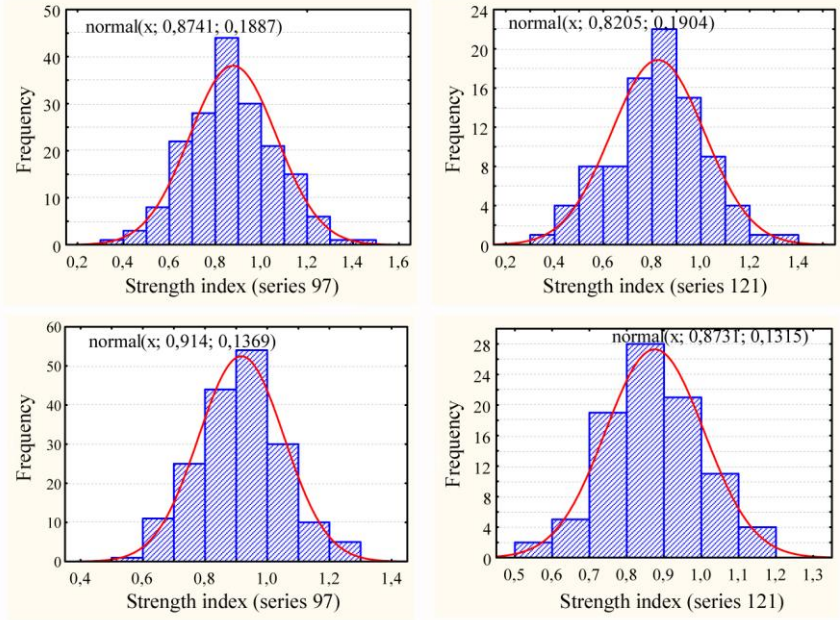 normal(x; 0,8741; 0,1887)
50
40
30
20
10
0
Frequency
0,2 0,4 0,6 0,8 1,0 1,2 1,4 1,6
Strength index (series 97)
normal(x; 0,8205; 0,1904)
24
20
16
12
8
4
0
Frequency
0,2 0,4 0,6 0,8 1,0 1,2 1,4
Strength index (series 121)
normal(x; 0,914; 0,1369)
60
50
40
30
20
10
0
Frequency
0,4 0,6 0,8 1,0 1,2 1,4
Strength index (series 97)
normal(x; 0,8731; 0,1315)
28
24
20
16
12
8
4
0
Frequency
0,5 0,6 0,7 0,8 0,9 1,0 1,1 1,2 1,3
Strength index (series 121)